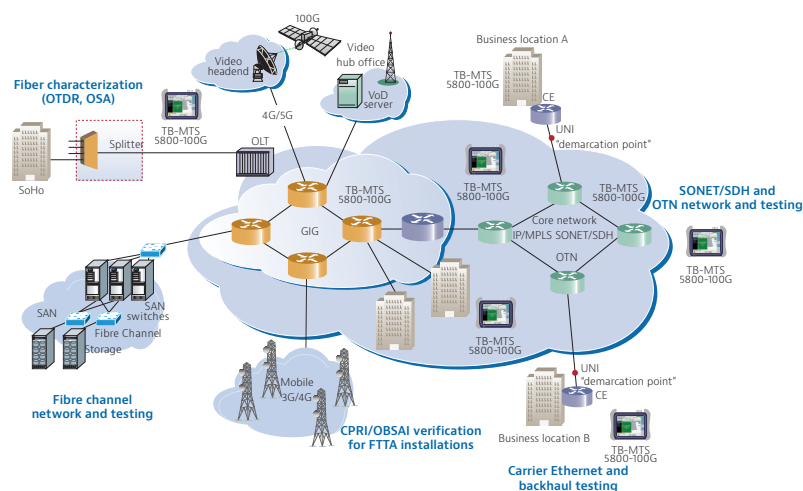 100G
Video
headend
Video
hub office
VoD
server
4G/5G
Business location A
TB-MTS
5800-100G
CE
UNI
"demarcation point"
Fiber characterization
(OTDR, OSA)
TB-MTS
5800-100G
Splitter
OLT
SoHo
TB-MTS
5800-100G
TB-MTS
5800-100G
TB-MTS
5800-100G
SONET/SDH and
OTN network and testing
TB-MTS
5800-100G
GIG
Core network
IP/MPLS SONET/SDH
OTN
SAN
SAN
switches
Fibre Channel
Storage
Fibre channel
network and testing
Mobile
3G/4G
CPRI/OBSAI verification
for FTTA installations
TB-MTS
5800-100G
UNI
"demarcation point"
CE
Business location B
TB-MTS
5800-100G
Carrier Ethernet and
backhaul testing